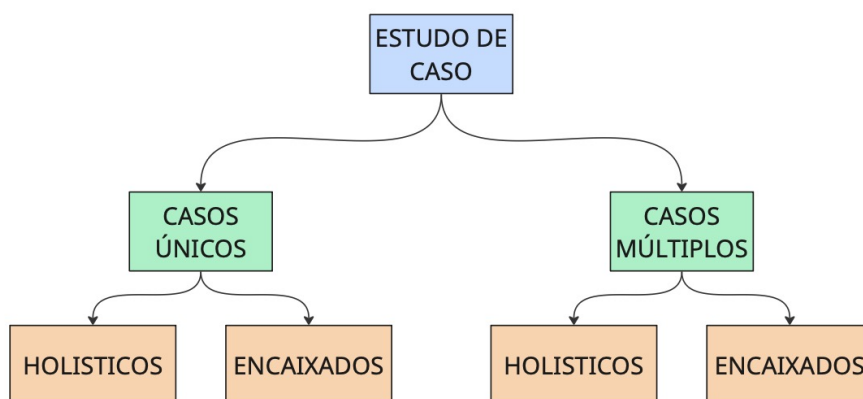 ESTUDO DE
CASO
CASOS
ÚNICOS
CASOS
MÚLTIPLOS
HOLISTICOS
ENCAIXADOS
HOLISTICOS
ENCAIXADOS